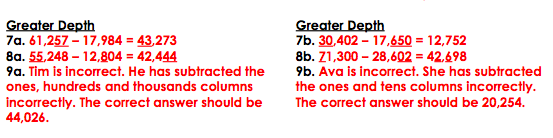 Greater Depth
7a. 61,257 – 17,984 = 43,273
8a. 55,248 – 12,804 = 42,444
9a. Tim is incorrect. He has subtracted the
ones, hundreds and thousands columns
incorrectly. The correct answer should be
44,026.
Greater Depth
7b. 30,402 – 17,650 = 12,752
8b. 71,300 – 28,602 = 42,698
9b. Ava is incorrect. She has subtracted
the ones and tens columns incorrectly.
The correct answer should be 20,254.